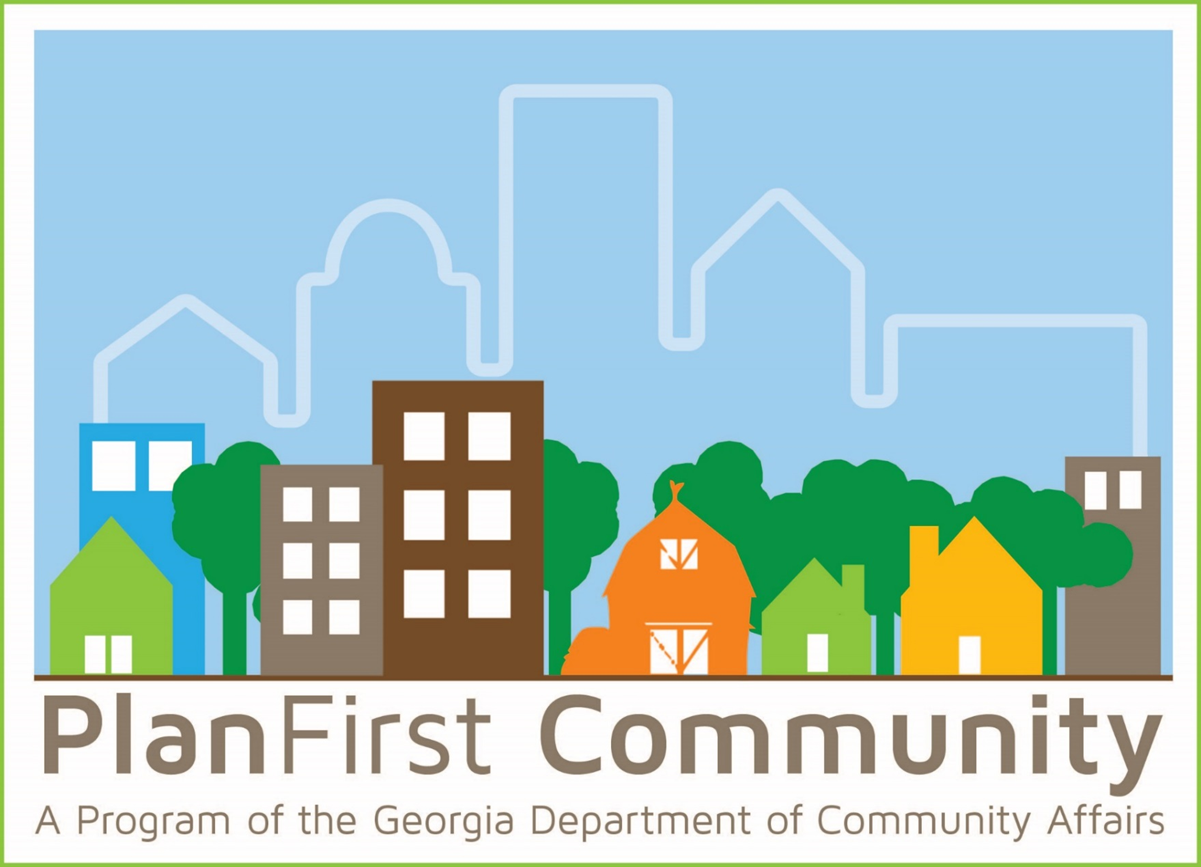 PlanFirst Community
A Program of the Georgia Department of Community Affairs